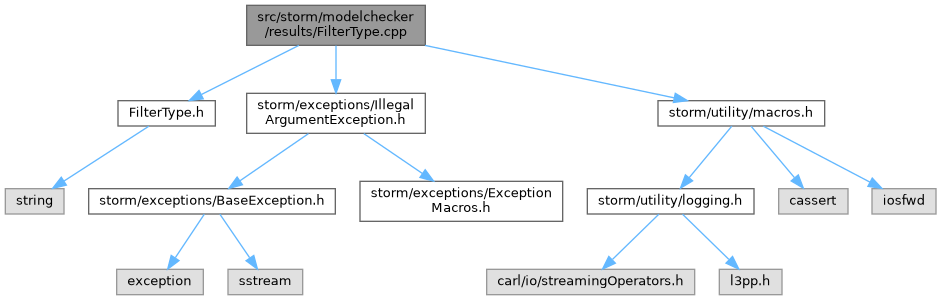 src/storm/modelchecker
/results/FilterType.cpp
FilterType.h
storm/exceptions/Illegal
ArgumentException.h
storm/utility/macros.h
string
storm/exceptions/BaseException.h
storm/exceptions/Exception
Macros.h
storm/utility/logging.h
cassert
iosfwd
exception
sstream
carl/io/streamingOperators.h
l3pp.h